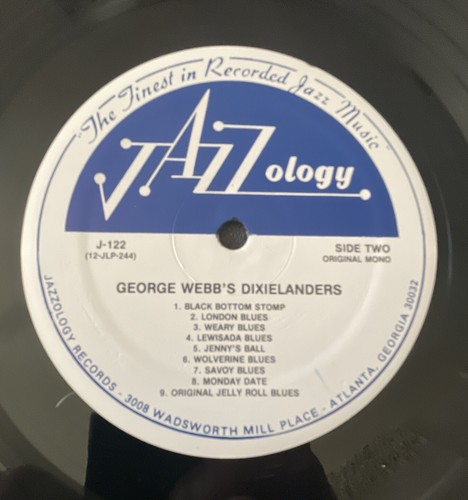 "The Finest in Recorded Jazz Music"
JAZZology
J-122
(12-JLP-244)
SIDE TWO
ORIGINAL MONO
GEORGE WEBB'S DIXIELANDERS
1. BLACK BOTTOM STOMP
2. LONDON BLUES
3. WEARY BLUES
4. LEWISADA BLUES
5. JENNY'S BALL
6. WOLVERINE BLUES
7. SAVOY BLUES
8. MONDAY DATE
9. ORIGINAL JELLY ROLL BLUES
JAZZOLOGY RECORDS - 3008 WADSWORTH MILL PLACE - ATLANTA, GEORGIA 30032